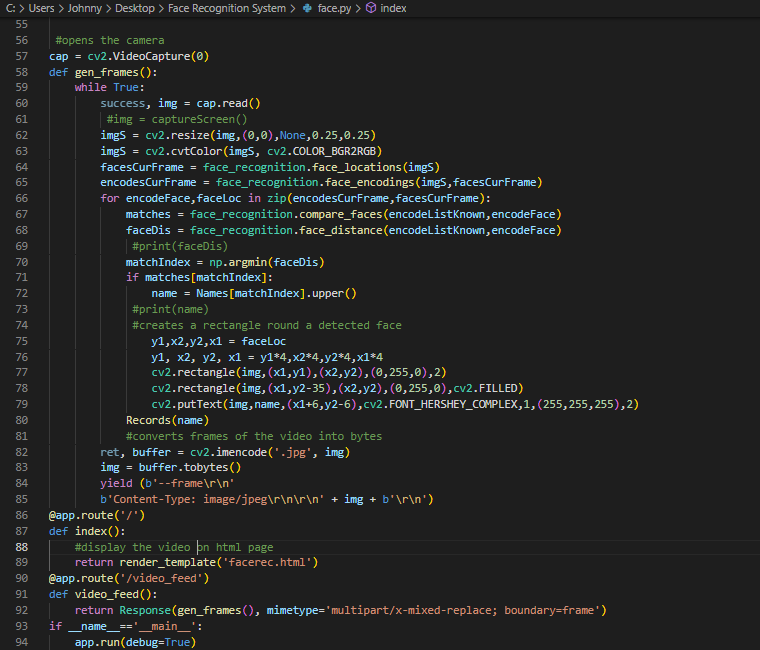 C: > Users > Johnny > Desktop > Face Recognition System > face.py > index
55
56 #opens the camera
57 cap = cv2.VideoCapture(0)
58 def gen_frames():
59     while True:
60         success, img = cap.read()
61          #img = captureScreen()
62         imgS = cv2.resize(img,(0,0),None,0.25,0.25)
63         imgS = cv2.cvtColor(imgS, cv2.COLOR_BGR2RGB)
64         facesCurFrame = face_recognition.face_locations(imgS)
65         encodesCurFrame = face_recognition.face_encodings(imgS,facesCurFrame)
66         for encodeFace,faceLoc in zip(encodesCurFrame,facesCurFrame):
67             matches = face_recognition.compare_faces(encodeListKnown,encodeFace)
68             faceDis = face_recognition.face_distance(encodeListKnown,encodeFace)
69              #print(faceDis)
70             matchIndex = np.argmin(faceDis)
71             if matches[matchIndex]:
72                 name = Names[matchIndex].upper()
73              #print(name)
74              #creates a rectangle round a detected face
75                 y1,x2,y2,x1 = faceLoc
76                 y1, x2, y2, x1 = y1*4,x2*4,y2*4,x1*4
77                 cv2.rectangle(img,(x1,y1),(x2,y2),(0,255,0),2)
78                 cv2.rectangle(img,(x1,y2-35),(x2,y2),(0,255,0),cv2.FILLED)
79                 cv2.putText(img,name,(x1+6,y2-6),cv2.FONT_HERSHEY_COMPLEX,1,(255,255,255),2)
80             Records(name)
81             #converts frames of the video into bytes
82         ret, buffer = cv2.imencode('.jpg', img)
83         img = buffer.tobytes()
84         yield (b'--frame\r\n'
85         b'Content-Type: image/jpeg\r\n\r\n' + img + b'\r\n')
86 @app.route('/')
87 def index():
88     #display the video on html page
89     return render_template('facerec.html')
90 @app.route('/video_feed')
91 def video_feed():
92     return Response(gen_frames(), mimetype='multipart/x-mixed-replace; boundary=frame')
93 if __name__=='__main__':
94     app.run(debug=True)